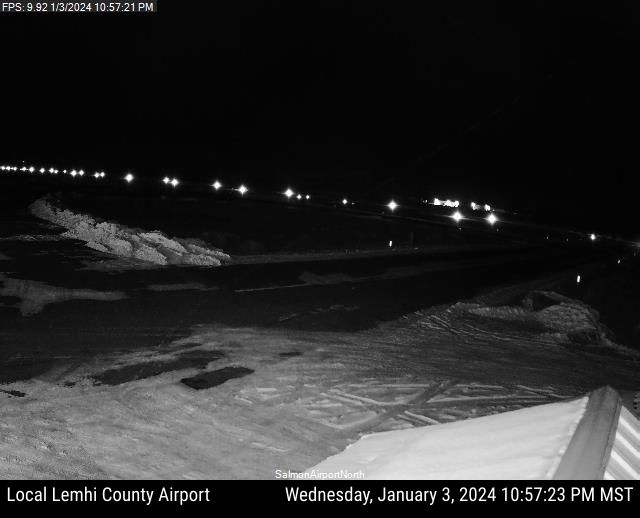 FPS: 9.92 1/3/2024 10:57:21 PM
SalmonAirportNorth
Local Lemhi County Airport Wednesday, January 3, 2024 10:57:23 PM MST